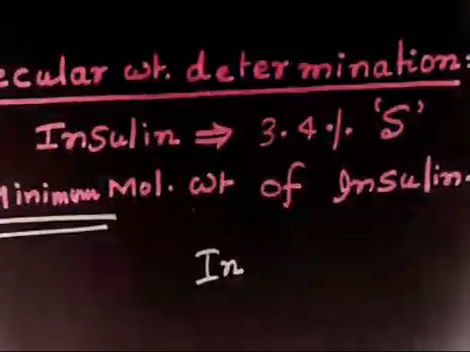 ecular wt. determination:
Insulin ⇒ 3.4% 'S'
Minimum Mol. wt of Insulin.
In